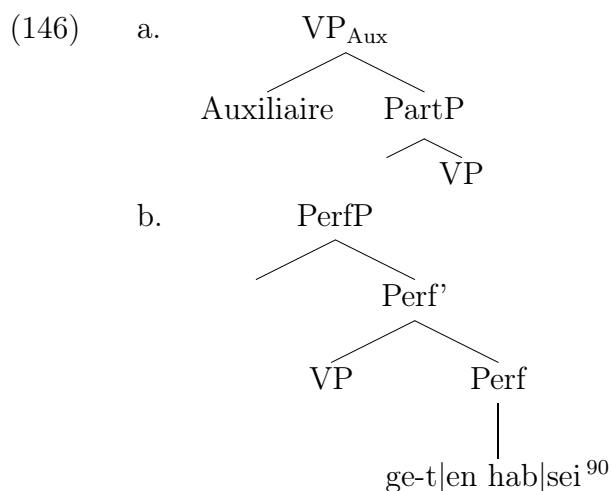 (146) a. VP_Aux
Auxiliaire PartP
VP
b. PerfP
Perf'
VP Perf
ge-t|en hab|sei 90